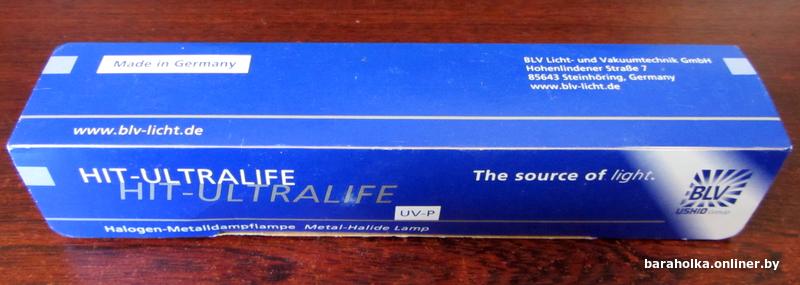 Made in Germany
BLV Licht- und Vakuumtechnik GmbH
Hohenlindener Straße 7
85643 Steinhöring, Germany
www.blv-licht.de
www.blv-licht.de
HIT-ULTRALIFE
HIT-ULTRALIFE
The source of light.
BLV
USHIO Group
UV-P
Halogen-Metalldampflampe Metal-Halide Lamp
baraholka.onliner.by